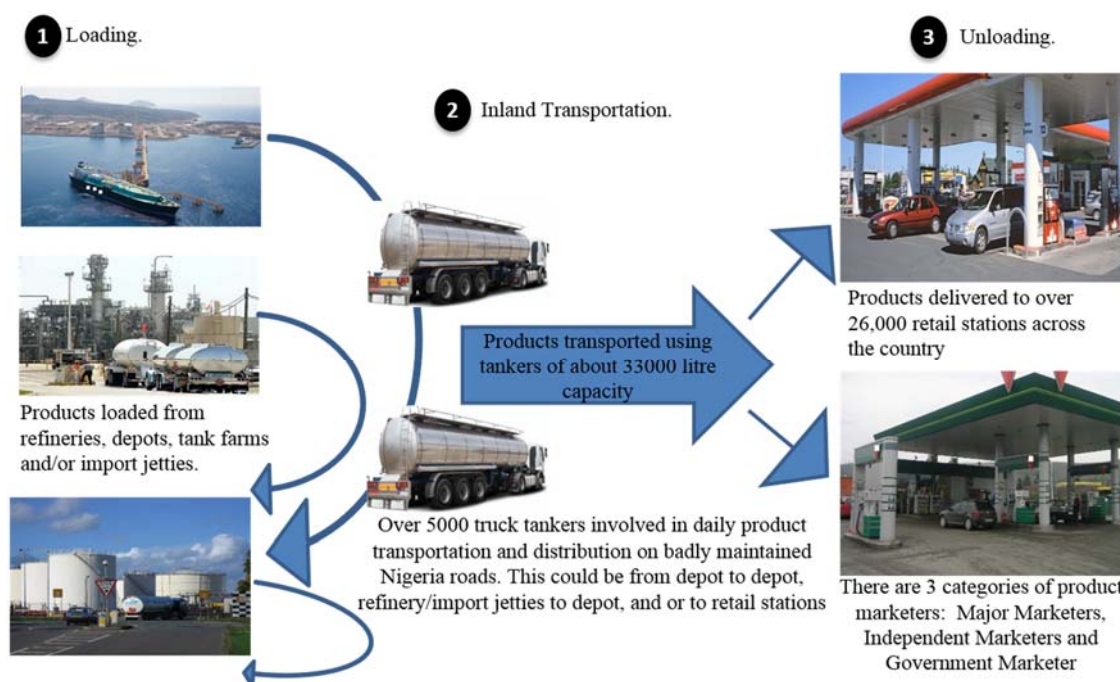 1 Loading.
Products loaded from
refineries, depots, tank farms
and/or import jetties.
2 Inland Transportation.
Products transported using
tankers of about 33000 litre
capacity
Over 5000 truck tankers involved in daily product
transportation and distribution on badly maintained
Nigeria roads. This could be from depot to depot,
refinery/import jetties to depot, and or to retail stations
3 Unloading.
Products delivered to over
26,000 retail stations across
the country
There are 3 categories of product
marketers: Major Marketers,
Independent Marketers and
Government Marketer